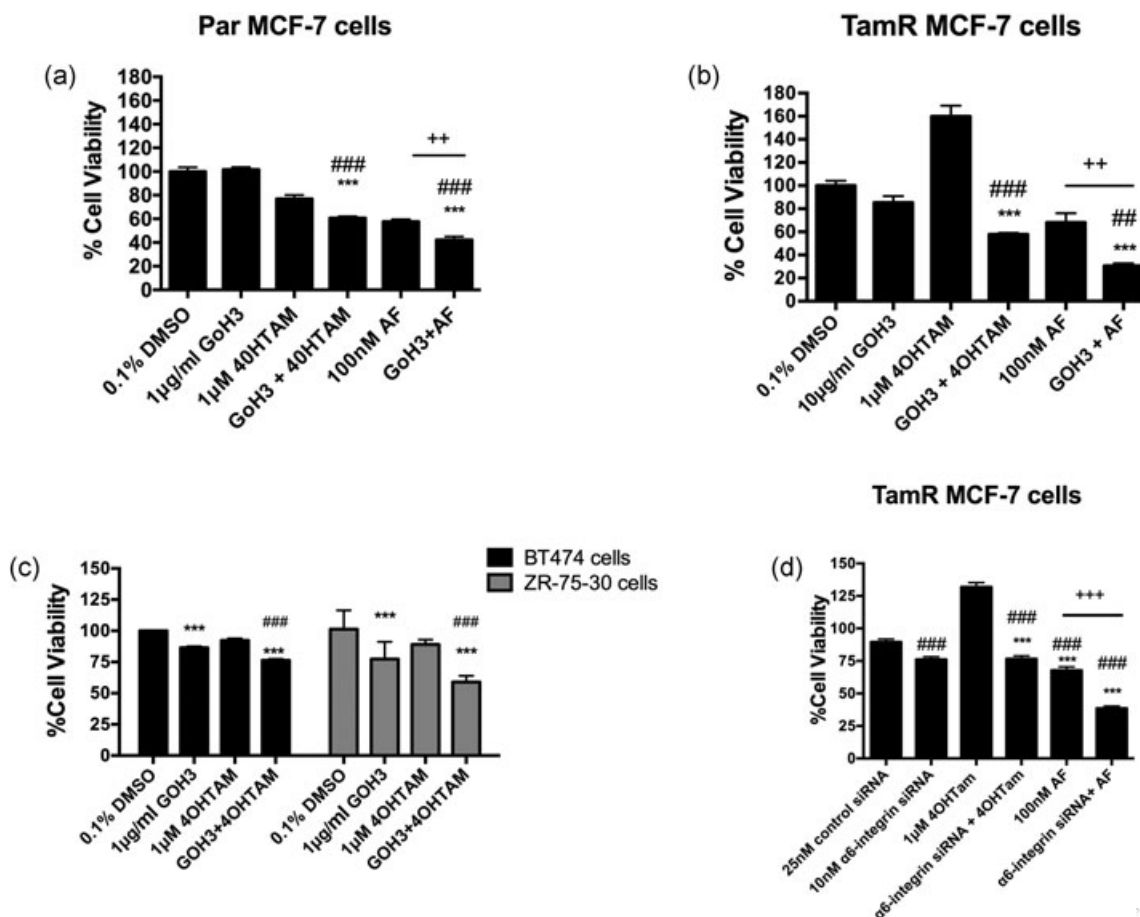 Par MCF-7 cells
(a)
% Cell Viability
180
160
140
120
100
80
60
40
20
0
###
***
++
###
***
0.1% DMSO
1µg/ml GoH3
1µM 40HTAM
GoH3 + 40HTAM
100nM AF
GoH3+AF
TamR MCF-7 cells
(b)
% Cell Viability
180
160
140
120
100
80
60
40
20
0
###
***
++
##
***
0.1% DMSO
10µg/ml GOH3
1µM 4OHTAM
GOH3 + 4OHTAM
100nM AF
GOH3 + AF
(c)
%Cell Viability
150
125
100
75
50
25
0
BT474 cells
ZR-75-30 cells
***
###
***
***
###
***
0.1% DMSO
1µg/ml GOH3
1µM 4OHTAM
GOH3+4OHTAM
0.1% DMSO
1µg/ml GOH3
1µM 4OHTAM
GOH3+4OHTAM
TamR MCF-7 cells
(d)
%Cell Viability
150
125
100
75
50
25
0
###
###
***
+++
###
***
###
***
25nM control siRNA
10nM α6-integrin siRNA
1µM 4OHTam
α6-integrin siRNA + 4OHTam
100nM AF
α6-integrin siRNA+ AF